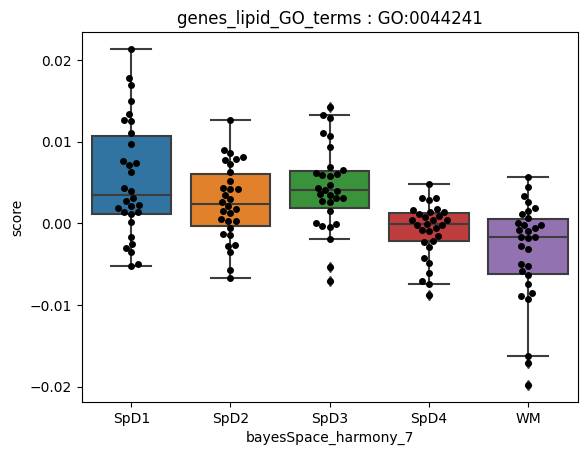 genes_lipid_GO_terms : GO:0044241
0.02
0.01
0.00
−0.01
−0.02
score
SpD1 SpD2 SpD3 SpD4 WM
bayesSpace_harmony_7